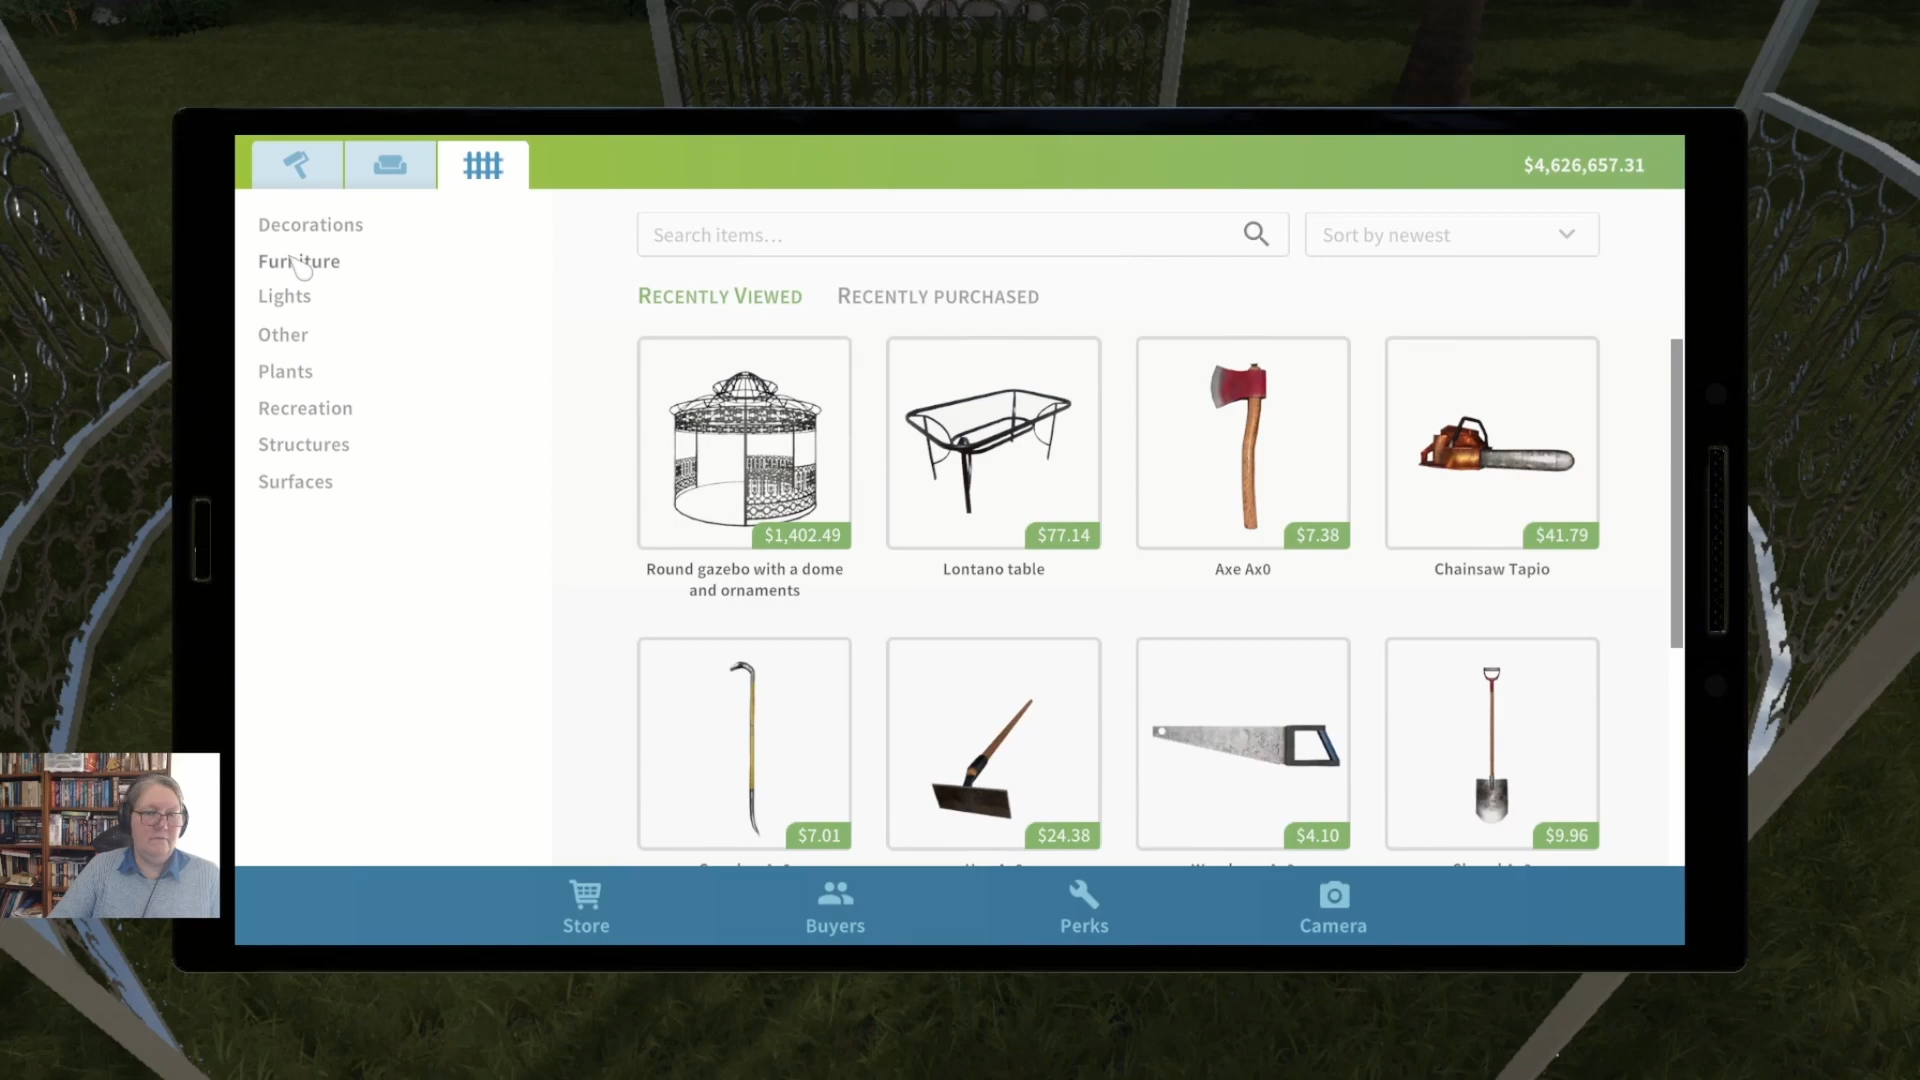 $4,626,657.31
Decorations
Furniture
Lights
Other
Plants
Recreation
Structures
Surfaces
Search items...
Sort by newest
RECENTLY VIEWED
RECENTLY PURCHASED
$1,402.49
$77.14
$7.38
$41.79
Round gazebo with a dome
and ornaments
Lontano table
Axe Ax0
Chainsaw Tapio
$7.01
$24.38
$4.10
$9.96
Store
Buyers
Perks
Camera